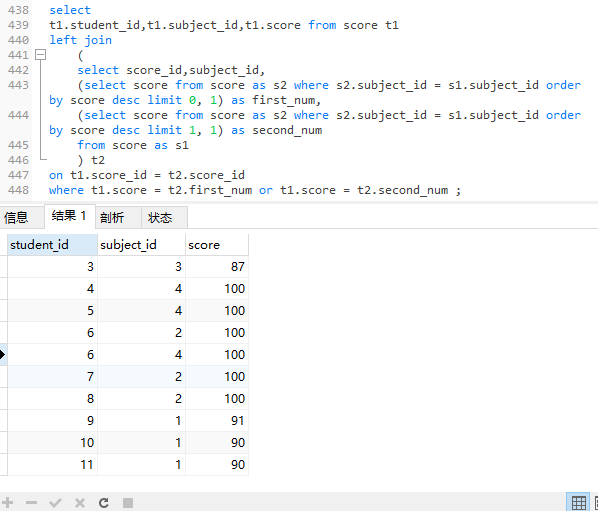 438 select
439 t1.student_id,t1.subject_id,t1.score from score t1
440 left join
441 (
442 select score_id,subject_id,
443 (select score from score as s2 where s2.subject_id = s1.subject_id order
by score desc limit 0, 1) as first_num,
444 (select score from score as s2 where s2.subject_id = s1.subject_id order
by score desc limit 1, 1) as second_num
445 from score as s1
446 ) t2
447 on t1.score_id = t2.score_id
448 where t1.score = t2.first_num or t1.score = t2.second_num ;
信息 结果 1 剖析 状态
student_id subject_id score
3 3 87
4 4 100
5 4 100
6 2 100
6 4 100
7 2 100
8 2 100
9 1 91
10 1 90
11 1 90